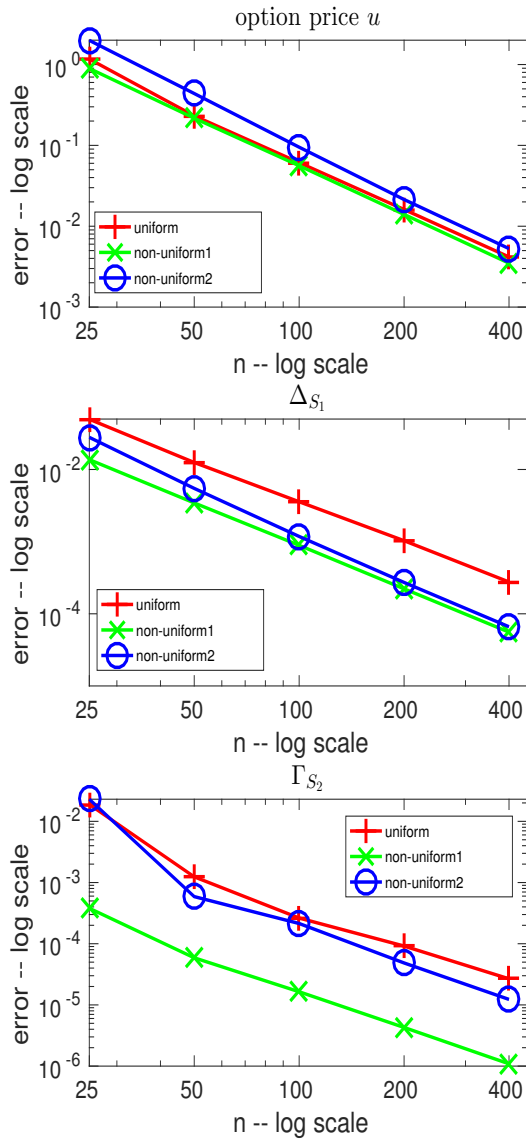 option price u
error -- log scale
10^0
10^-1
10^-2
10^-3
uniform
non-uniform1
non-uniform2
25 50 100 200 400
n -- log scale
Δ_{S_1}
error -- log scale
10^-2
10^-4
uniform
non-uniform1
non-uniform2
25 50 100 200 400
n -- log scale
Γ_{S_2}
error -- log scale
10^-2
10^-3
10^-4
10^-5
10^-6
uniform
non-uniform1
non-uniform2
25 50 100 200 400
n -- log scale